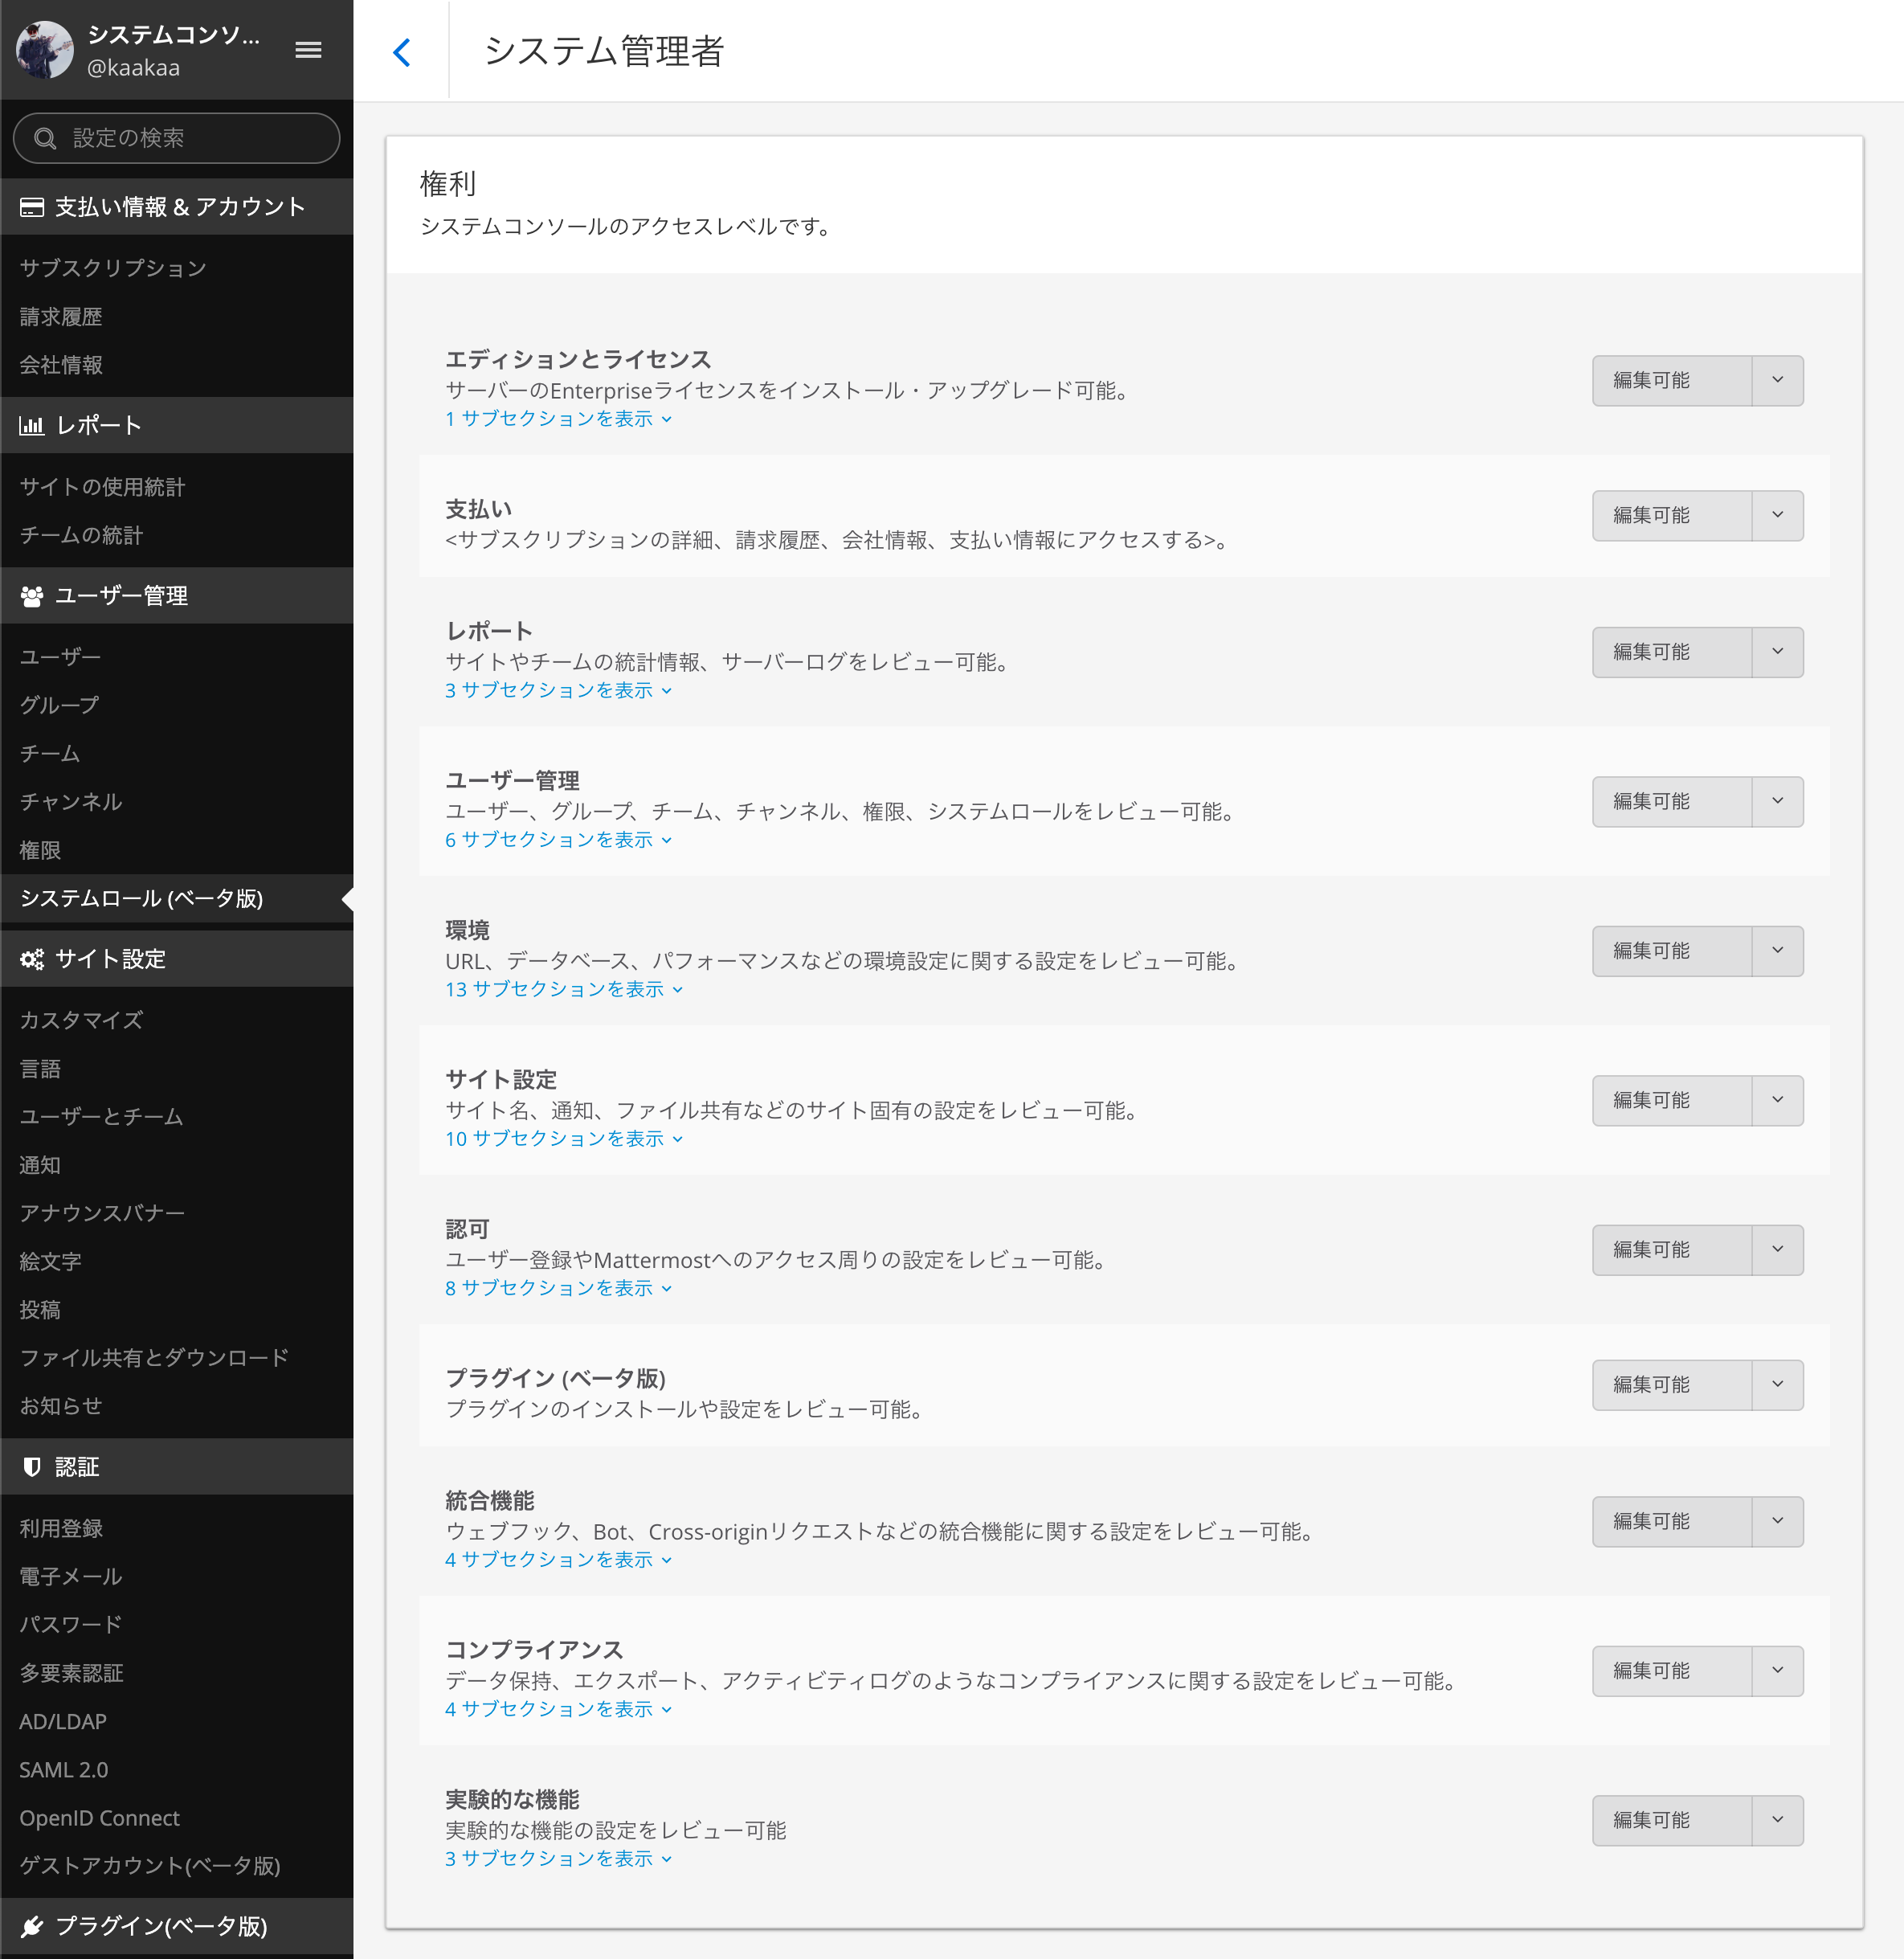 システムコンソ...
@kaakaa
設定の検索
支払い情報 & アカウント
サブスクリプション
請求履歴
会社情報
レポート
サイトの使用統計
チームの統計
ユーザー管理
ユーザー
グループ
チーム
チャンネル
権限
システムロール (ベータ版)
サイト設定
カスタマイズ
言語
ユーザーとチーム
通知
アナウンスバナー
絵文字
投稿
ファイル共有とダウンロード
お知らせ
認証
利用登録
電子メール
パスワード
多要素認証
AD/LDAP
SAML 2.0
OpenID Connect
ゲストアカウント(ベータ版)
プラグイン(ベータ版)
システム管理者
権利
システムコンソールのアクセスレベルです。
エディションとライセンス
サーバーのEnterpriseライセンスをインストール・アップグレード可能。
1 サブセクションを表示
編集可能
支払い
<サブスクリプションの詳細、請求履歴、会社情報、支払い情報にアクセスする>。
編集可能
レポート
サイトやチームの統計情報、サーバーログをレビュー可能。
3 サブセクションを表示
編集可能
ユーザー管理
ユーザー、グループ、チーム、チャンネル、権限、システムロールをレビュー可能。
6 サブセクションを表示
編集可能
環境
URL、データベース、パフォーマンスなどの環境設定に関する設定をレビュー可能。
13 サブセクションを表示
編集可能
サイト設定
サイト名、通知、ファイル共有などのサイト固有の設定をレビュー可能。
10 サブセクションを表示
編集可能
認可
ユーザー登録やMattermostへのアクセス周りの設定をレビュー可能。
8 サブセクションを表示
編集可能
プラグイン (ベータ版)
プラグインのインストールや設定をレビュー可能。
編集可能
統合機能
ウェブフック、Bot、Cross-originリクエストなどの統合機能に関する設定をレビュー可能。
4 サブセクションを表示
編集可能
コンプライアンス
データ保持、エクスポート、アクティビティログのようなコンプライアンスに関する設定をレビュー可能。
4 サブセクションを表示
編集可能
実験的な機能
実験的な機能の設定をレビュー可能
3 サブセクションを表示
編集可能